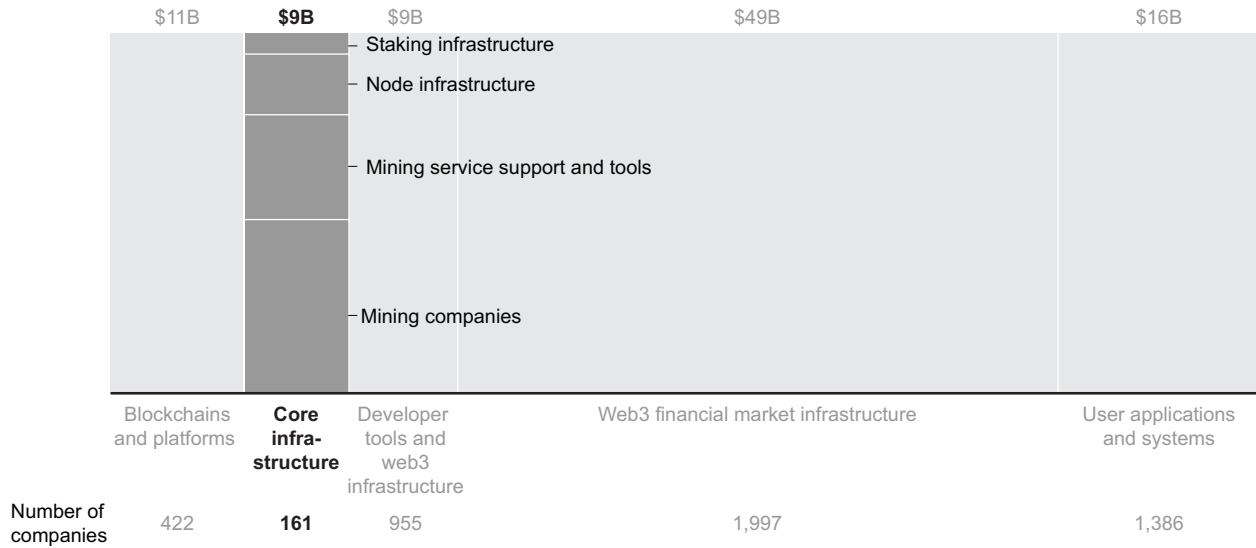 $11B $9B $9B $49B $16B
Staking infrastructure
Node infrastructure
Mining service support and tools
Mining companies
Blockchains
and platforms
Core
infra-
structure
Developer
tools and
web3
infrastructure
Web3 financial market infrastructure
User applications
and systems
Number of
companies
422 161 955 1,997 1,386